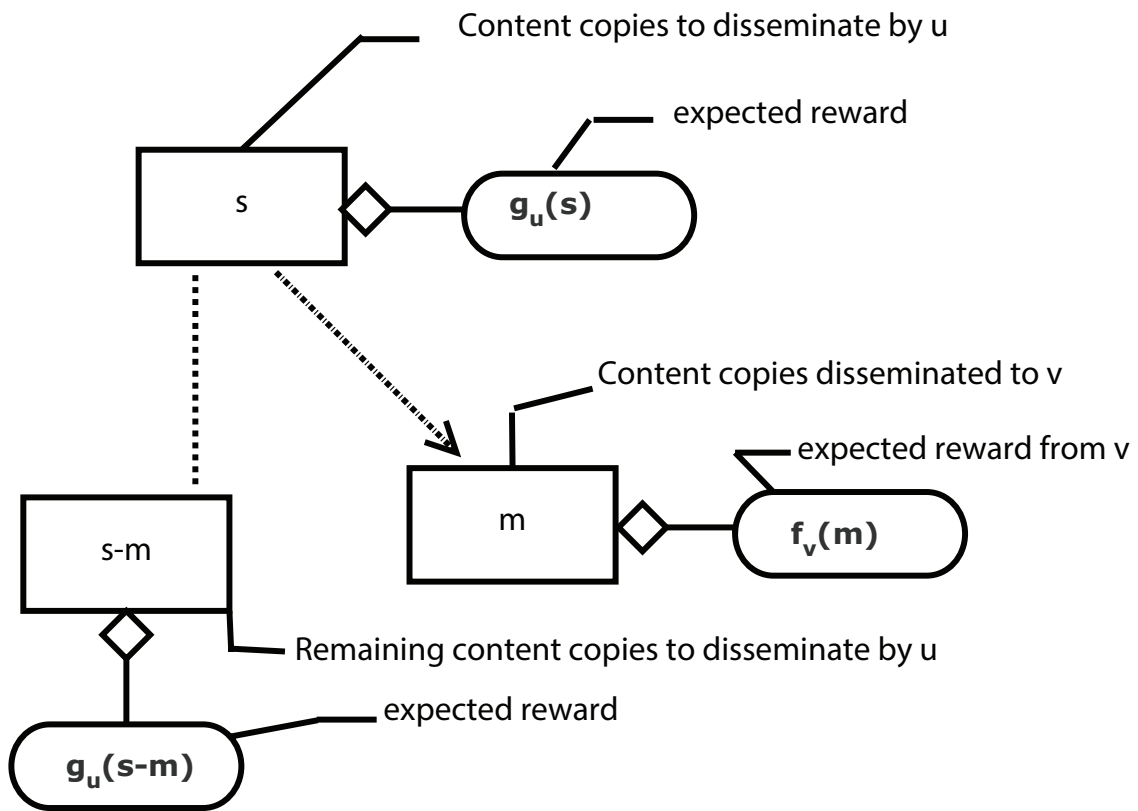 Content copies to disseminate by u
expected reward
s
g_u(s)
Content copies disseminated to v
expected reward from v
m
f_v(m)
s-m
Remaining content copies to disseminate by u
expected reward
g_u(s-m)